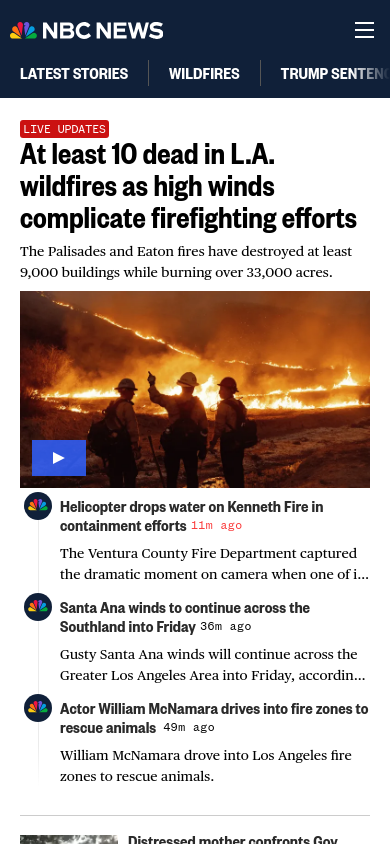 NBC NEWS
LATEST STORIES
WILDFIRES
TRUMP
LIVE UPDATES
At least 10 dead in L.A.
wildfires as high winds
complicate firefighting efforts
The Palisades and Eaton fires have destroyed at least
9,000 buildings while burning over 33,000 acres.
Helicopter drops water on Kenneth Fire in
containment efforts 11m ago
The Ventura County Fire Department captured
the dramatic moment on camera when one of i...
Santa Ana winds to continue across the
Southland into Friday 36m ago
Gusty Santa Ana winds will continue across the
Greater Los Angeles Area into Friday, accordin...
Actor William McNamara drives into fire zones to
rescue animals 49m ago
William McNamara drove into Los Angeles fire
zones to rescue animals.
Distressed mother confronts Gov.